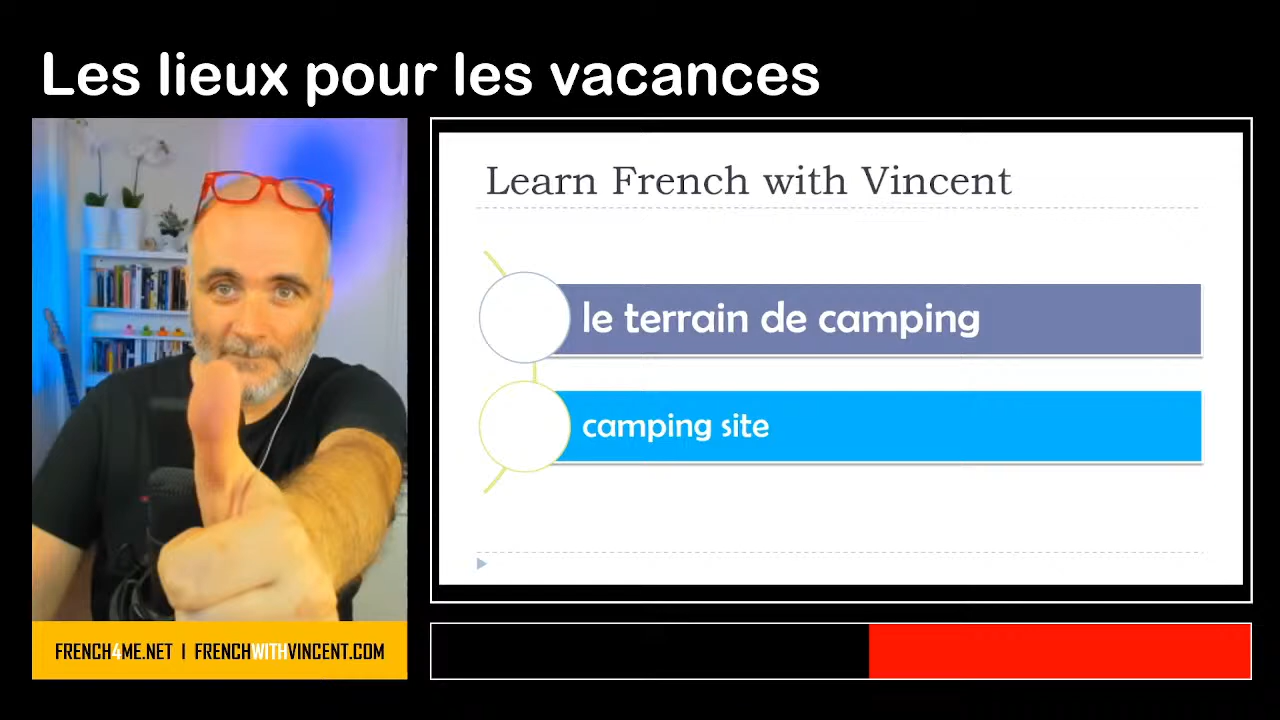 Les lieux pour les vacances
Learn French with Vincent
le terrain de camping
camping site
FRENCH4ME.NET | FRENCHWITHVINCENT.COM